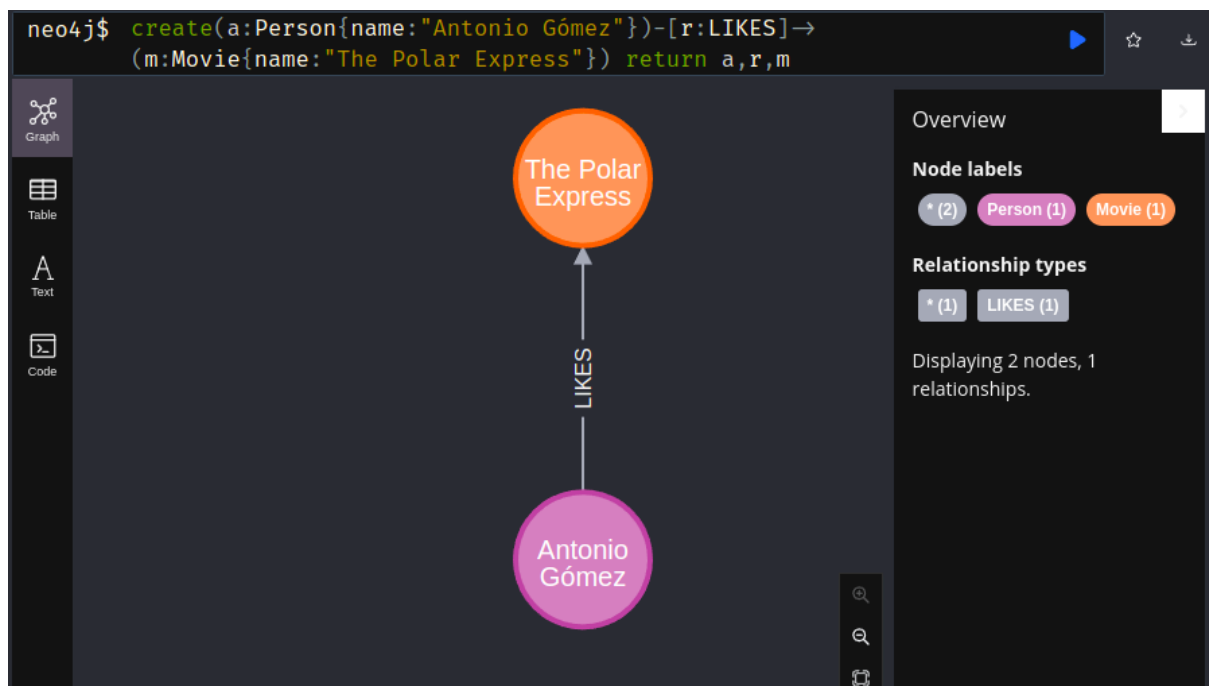 neo4j$ create(a:Person{name:"Antonio Gómez"})-[r:LIKES]→
(m:Movie{name:"The Polar Express"}) return a,r,m
Graph
Table
Text
Code
The Polar
Express
LIKES
Antonio
Gómez
Overview
Node labels
* (2) Person (1) Movie (1)
Relationship types
* (1) LIKES (1)
Displaying 2 nodes, 1
relationships.